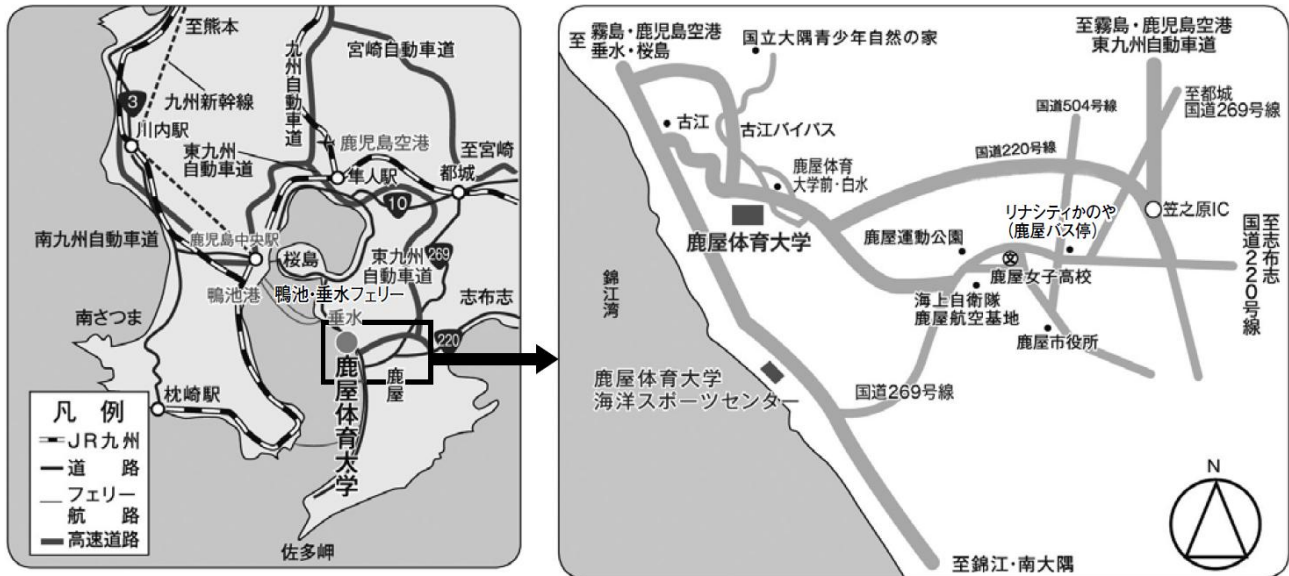 至熊本
九州自動車道
宮崎自動車道
3
九州新幹線
川内駅
鹿児島空港
東九州
自動車道
至宮崎
隼人駅
都城
10
南九州自動車道
鹿児島中央駅
桜島
東九州
自動車道
269
鴨池港
鴨池・垂水フェリー
志布志
垂水
南さつま
220
鹿屋
鹿屋体育大学
枕崎駅
凡例
JR九州
道路
フェリー
航路
高速道路
佐多岬
至 霧島・鹿児島空港
垂水・桜島
国立大隅青少年自然の家
至霧島・鹿児島空港
東九州自動車道
国道504号線
至都城
国道269号線
古江
古江バイパス
国道220号線
鹿屋体育
大学前・白水
鹿屋体育大学
リナシティかのや
(鹿屋バス停)
笠之原IC
至志布志
国道220号線
鹿屋運動公園
文
鹿屋女子高校
錦江湾
海上自衛隊
鹿屋航空基地
鹿屋市役所
鹿屋体育大学
海洋スポーツセンター
国道269号線
N
至錦江・南大隅